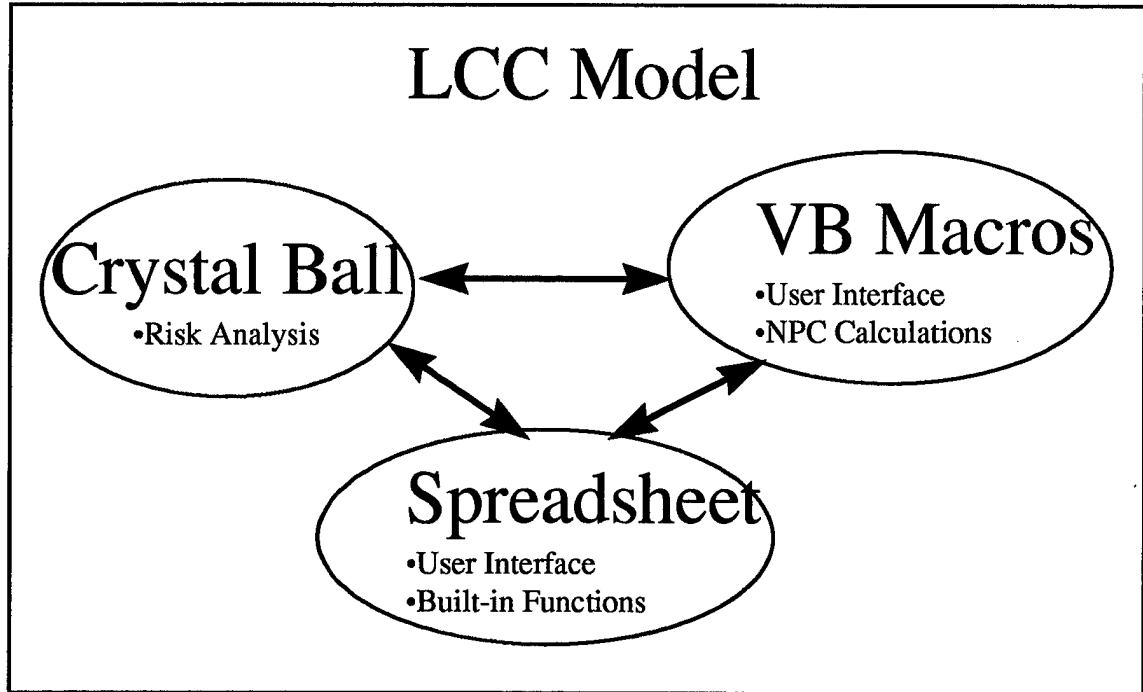 LCC Model
Crystal Ball
•Risk Analysis
VB Macros
•User Interface
•NPC Calculations
Spreadsheet
•User Interface
•Built-in Functions